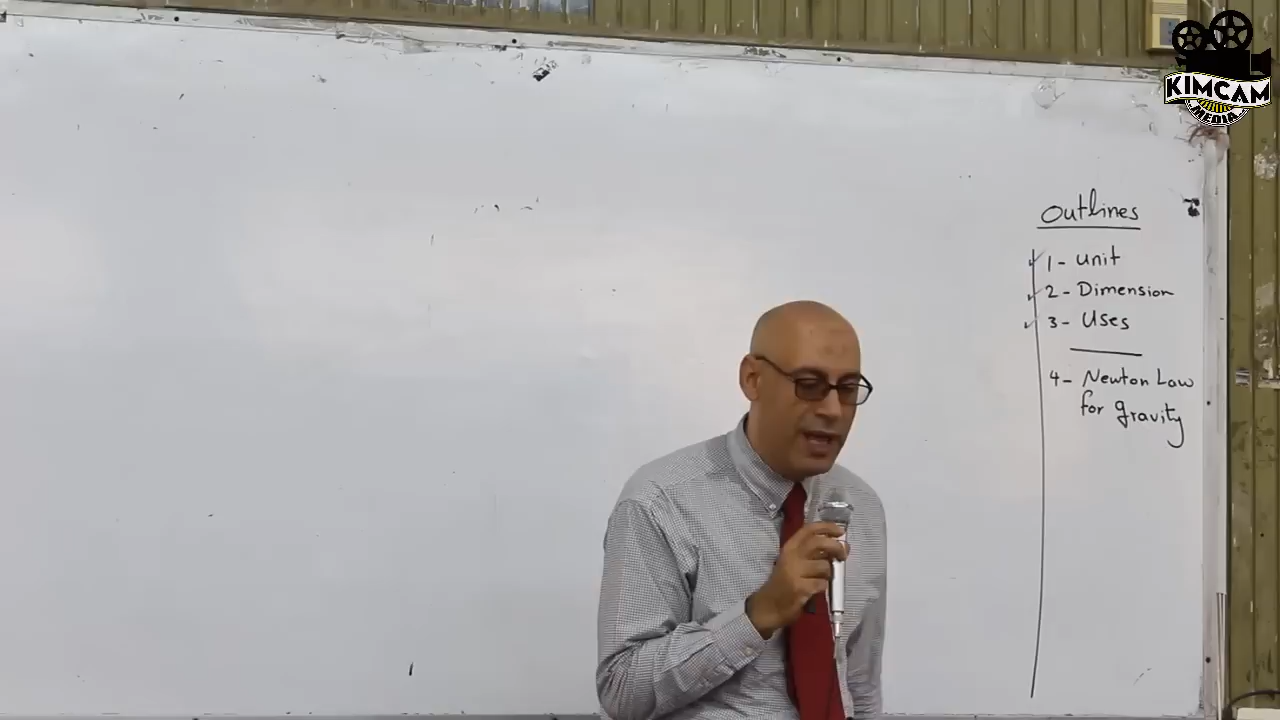 KIMCAM
MEDIA
Outlines
1- Unit
2- Dimension
3- Uses
4- Newton Law
for gravity